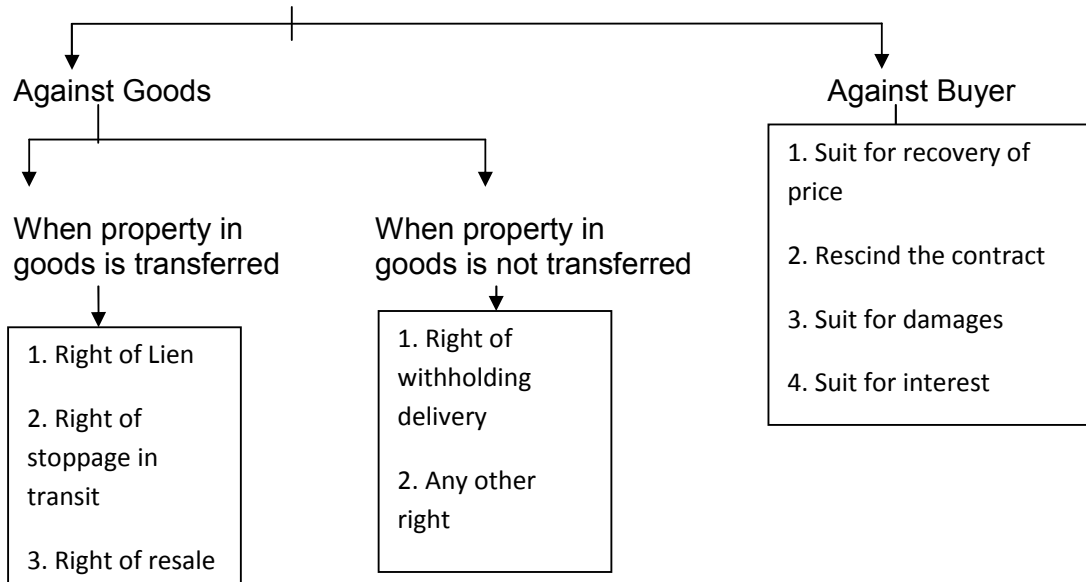 Against Goods
Against Buyer
1. Suit for recovery of
price
2. Rescind the contract
3. Suit for damages
4. Suit for interest
When property in
goods is transferred
When property in
goods is not transferred
1. Right of Lien
2. Right of
stoppage in
transit
3. Right of resale
1. Right of
withholding
delivery
2. Any other
right